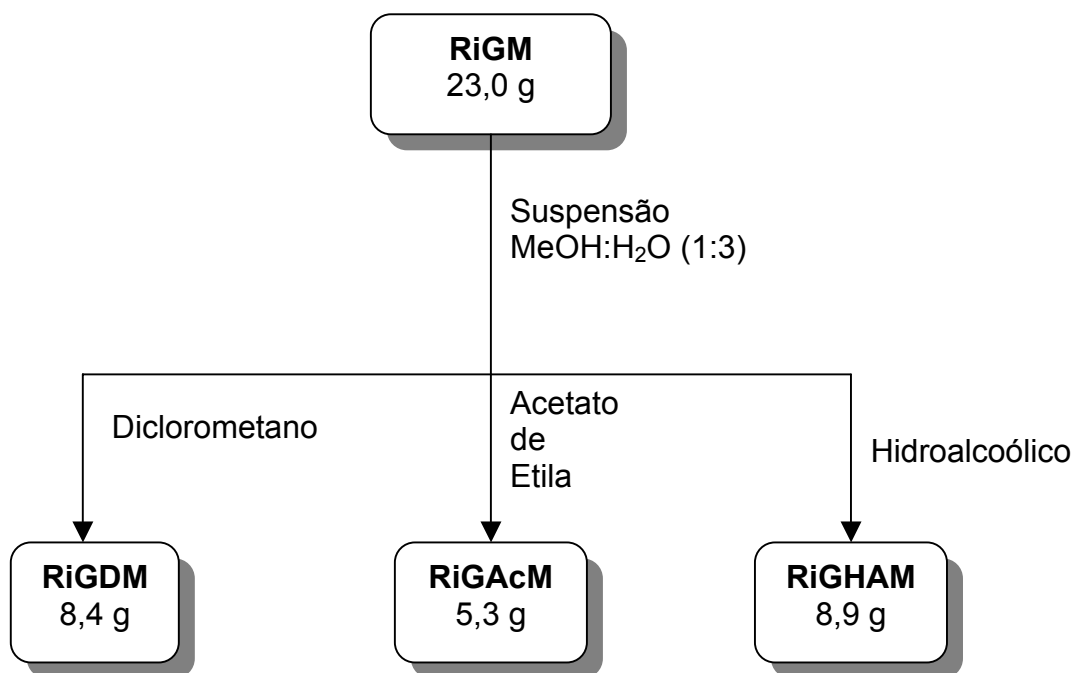 RiGM
23,0 g
Suspensão
MeOH:H₂O (1:3)
Diclorometano
Acetato
de
Etila
Hidroalcoólico
RiGDM
8,4 g
RiGAcM
5,3 g
RiGHAM
8,9 g